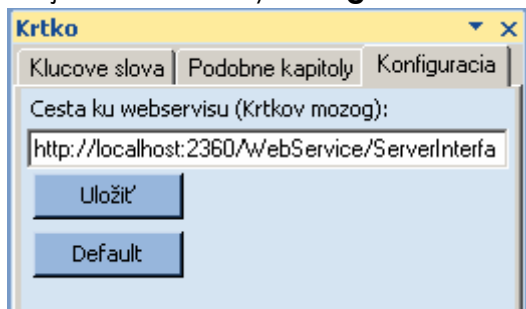 Krtko
Klucove slova Podobne kapitoly Konfiguracia
Cesta ku webservisu (Krtkov mozog):
http://localhost:2360/WebService/ServerInterfa
Uložiť
Default